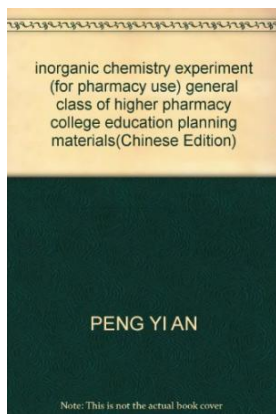 inorganic chemistry experiment
(for pharmacy use) general
class of higher pharmacy
college education planning
materials(Chinese Edition)
PENG YI AN
Note: This is not the actual book cover